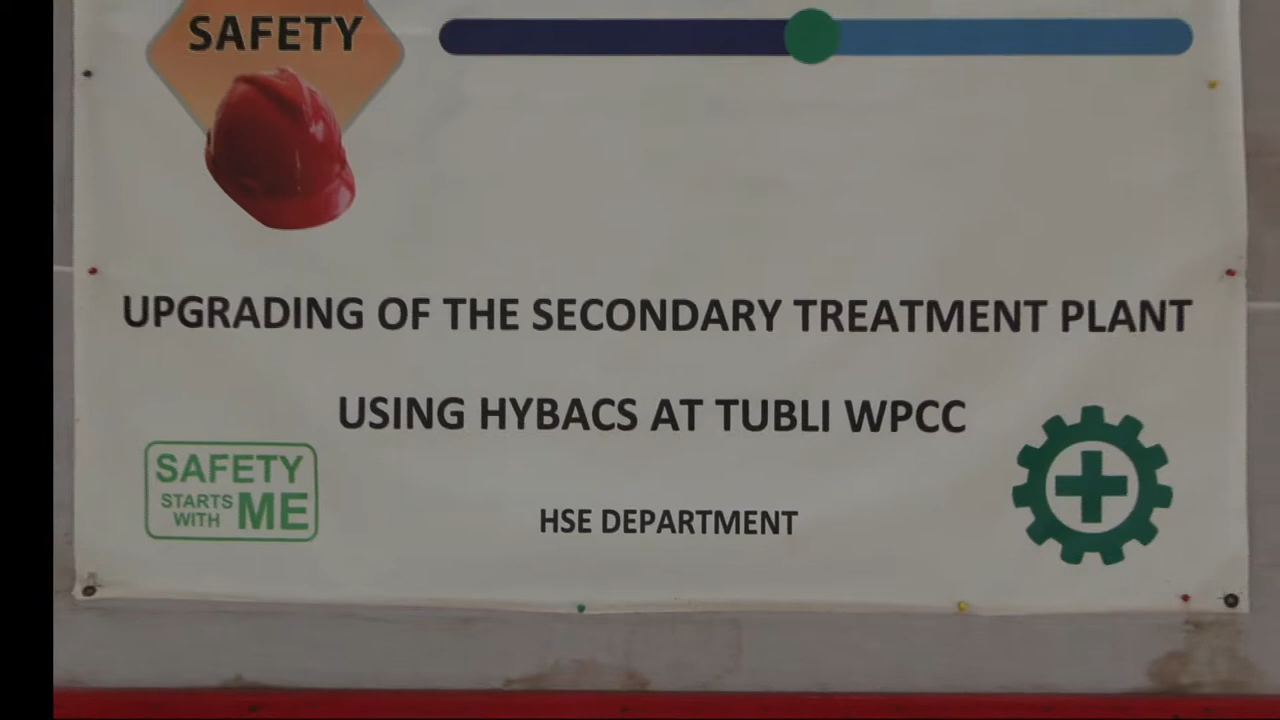 SAFETY
UPGRADING OF THE SECONDARY TREATMENT PLANT
USING HYBACS AT TUBLI WPCC
SAFETY
STARTS
WITH ME
HSE DEPARTMENT